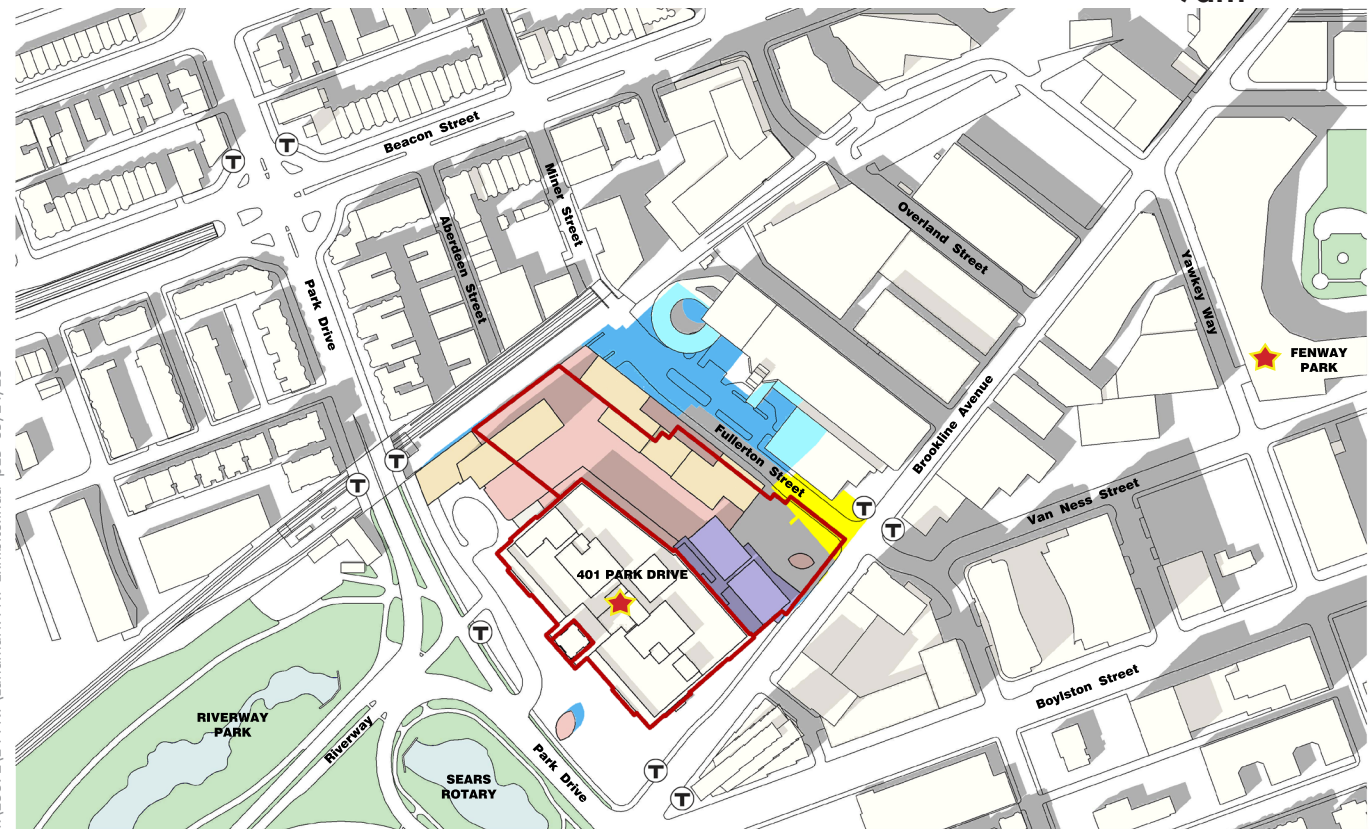 T
T
Beacon Street
Miner Street
Aberdeen Street
Overland Street
Yawkey Way
Park Drive
FENWAY
PARK
Brookline Avenue
Fullerton Street
T
T
Van Ness Street
T
T
401 PARK DRIVE
T
Boylston Street
RIVERWAY
PARK
Riverway
SEARS
ROTARY
Park Drive
T
T